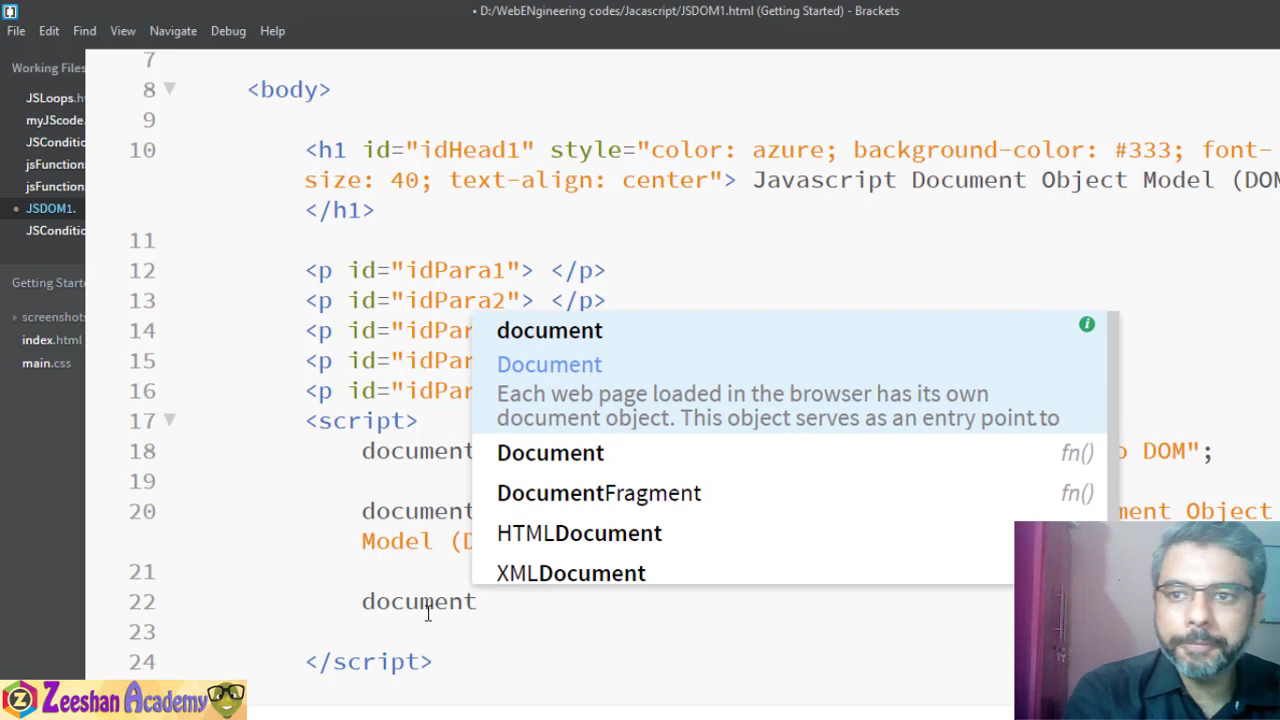 • D:/WebENgineering codes/Jacascript/JSDOM1.html (Getting Started) - Brackets
File Edit Find View Navigate Debug Help
Working Files
JSLoops.h
myJScode.
JSCondition
jsFunction
jsFunction
• JSDOM1.
JSCondition
Getting Starte
screenshots
index.html
main.css
7
8 <body>
9
10 <h1 id="idHead1" style="color: azure; background-color: #333; font-
size: 40; text-align: center"> Javascript Document Object Model (DOM
</h1>
11
12 <p id="idPara1"> </p>
13 <p id="idPara2"> </p>
14 <p id="idPar
15 <p id="idPar
16 <p id="idPar
17 <script>
18 document o DOM";
19
20 document ment Object
Model (D
21
22 document
23
24 </script>
document
Document
Each web page loaded in the browser has its own
document object. This object serves as an entry point to
Document fn()
DocumentFragment fn()
HTMLDocument
XMLDocument
Zeeshan Academy